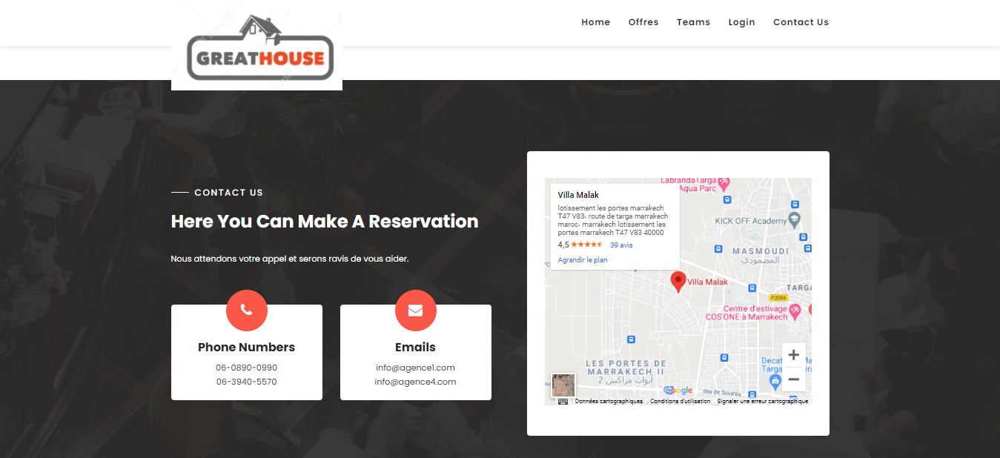 GREATHOUSE
Home Offres Teams Login Contact Us
CONTACT US
Here You Can Make A Reservation
Nous attendons votre appel et serons ravis de vous aider.
Phone Numbers
06-0890-0990
06-3940-5570
Emails
info@agence1.com
info@agence4.com
Villa Malak
lotissement les portes marrakech
T47 V83، route de targa marrakech
maroc، marrakech lotissement les
portes marrakech T47 V83 40000
4,5 39 avis
Agrandir le plan
LabrandaTarga
Aqua Parc
KICK OFF Academy
MASMOUDI
المصمودي
Villa Malak
TARGA
P2006
Centre d'estivage
COS'ONE à Marrakech
LES PORTES DE
MARRAKECH II
أبواب مراكش 2
Decat
Targa
Google
Rte de Souihla
Données cartographiques Conditions d'utilisation Signaler une erreur cartographique